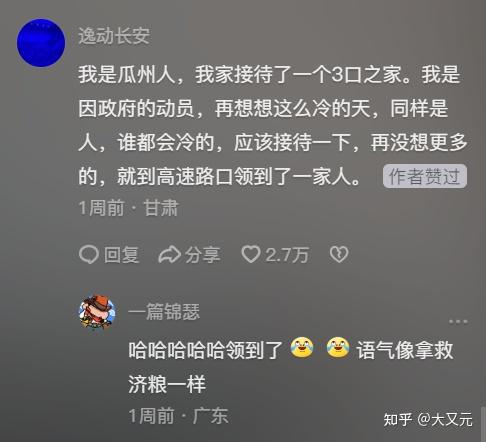 逸动长安
我是瓜州人，我家接待了一个3口之家。我是
因政府的动员，再想想这么冷的天，同样是
人，谁都会冷的，应该接待一下，再没想更多
的，就到高速路口领到了一家人。 作者赞过
1周前 · 甘肃
回复 分享 2.7万
一篇锦瑟
哈哈哈哈哈领到了😂 😂 语气像拿救
济粮一样
1周前 · 广东
知乎 @大又元